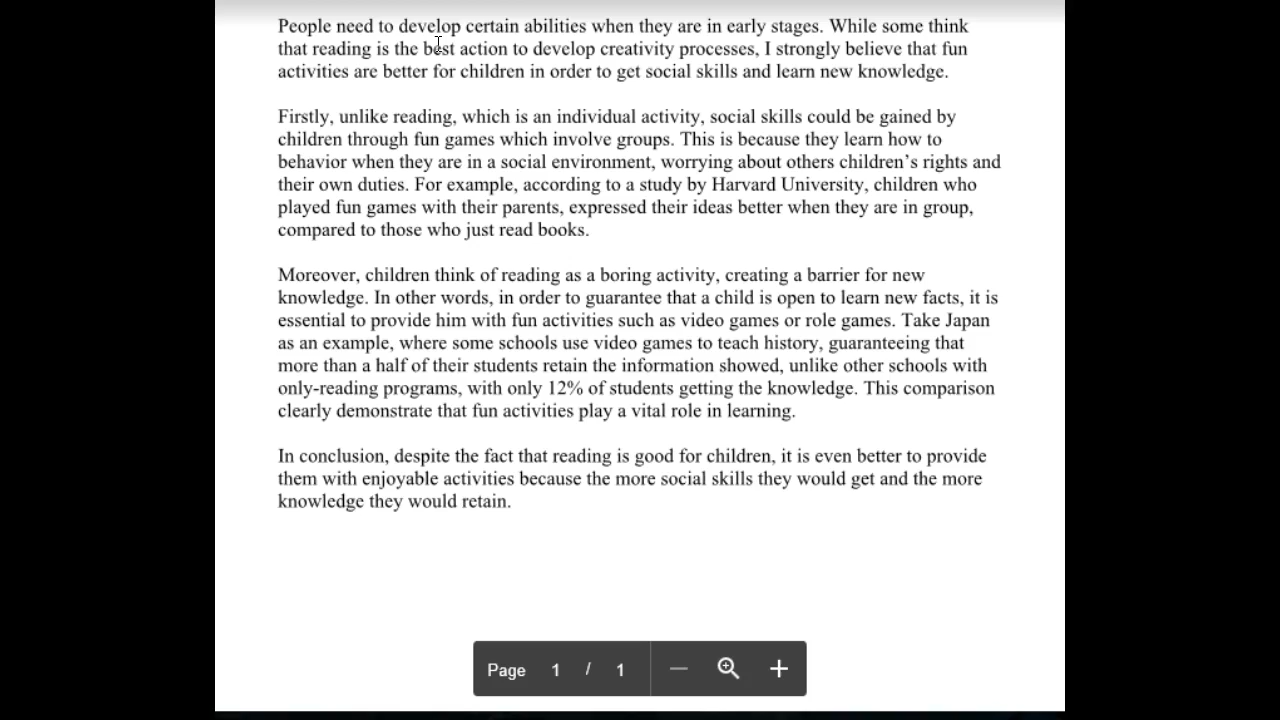 People need to develop certain abilities when they are in early stages. While some think
that reading is the best action to develop creativity processes, I strongly believe that fun
activities are better for children in order to get social skills and learn new knowledge.
Firstly, unlike reading, which is an individual activity, social skills could be gained by
children through fun games which involve groups. This is because they learn how to
behavior when they are in a social environment, worrying about others children’s rights and
their own duties. For example, according to a study by Harvard University, children who
played fun games with their parents, expressed their ideas better when they are in group,
compared to those who just read books.
Moreover, children think of reading as a boring activity, creating a barrier for new
knowledge. In other words, in order to guarantee that a child is open to learn new facts, it is
essential to provide him with fun activities such as video games or role games. Take Japan
as an example, where some schools use video games to teach history, guaranteeing that
more than a half of their students retain the information showed, unlike other schools with
only-reading programs, with only 12% of students getting the knowledge. This comparison
clearly demonstrate that fun activities play a vital role in learning.
In conclusion, despite the fact that reading is good for children, it is even better to provide
them with enjoyable activities because the more social skills they would get and the more
knowledge they would retain.
Page 1 / 1